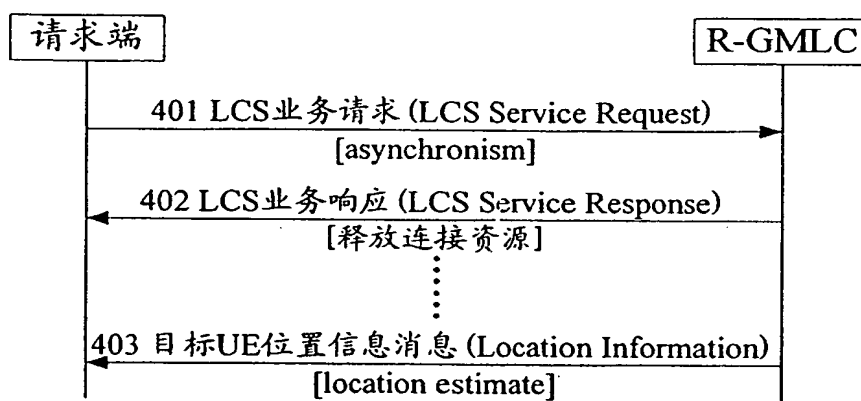 请求端
R-GMLC
401 LCS业务请求 (LCS Service Request)
[asynchronism]
402 LCS业务响应 (LCS Service Response)
[释放连接资源]
403 目标UE位置信息消息 (Location Information)
[location estimate]